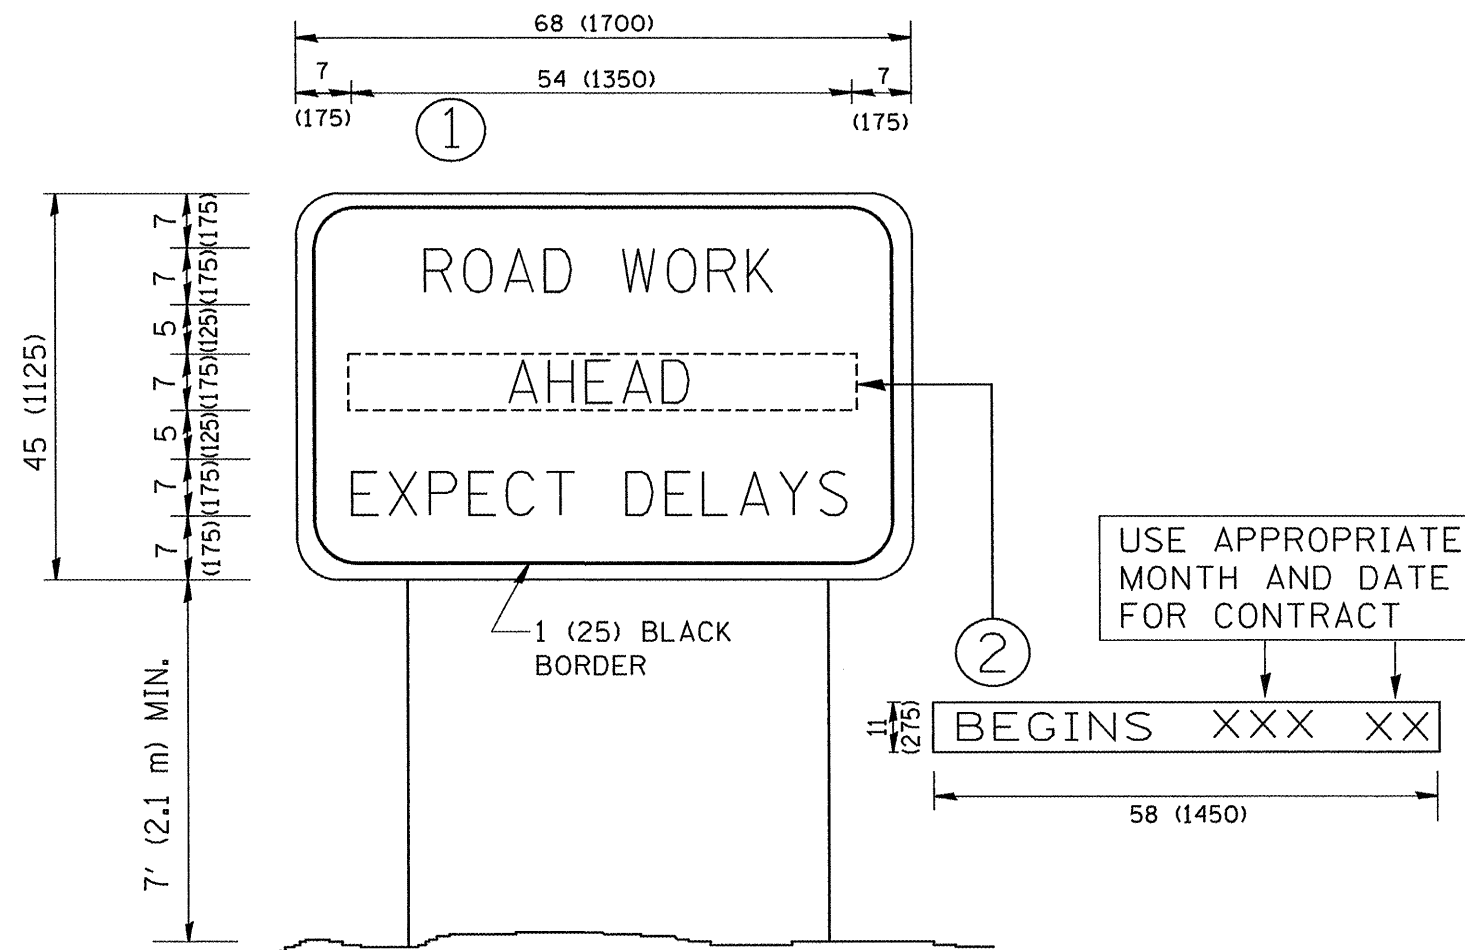 68 (1700)
7
54 (1350)
7
(175)
(175)
1
7 (175)
7 (175)
5 (125)
7 (175)
5 (125)
7 (175)
7 (175)
45 (1125)
ROAD WORK
AHEAD
EXPECT DELAYS
1 (25) BLACK
BORDER
7' (2.1 m) MIN.
USE APPROPRIATE
MONTH AND DATE
FOR CONTRACT
2
11
(275)
BEGINS XXX XX
58 (1450)